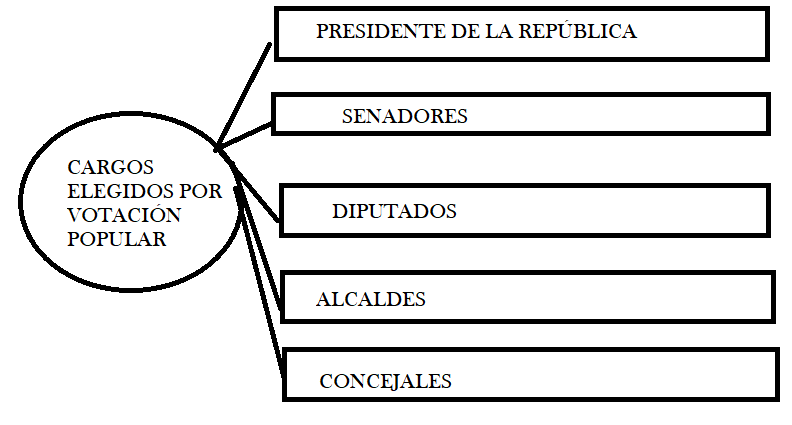 PRESIDENTE DE LA REPÚBLICA
SENADORES
CARGOS
ELEGIDOS POR
VOTACIÓN
POPULAR
DIPUTADOS
ALCALDES
CONCEJALES